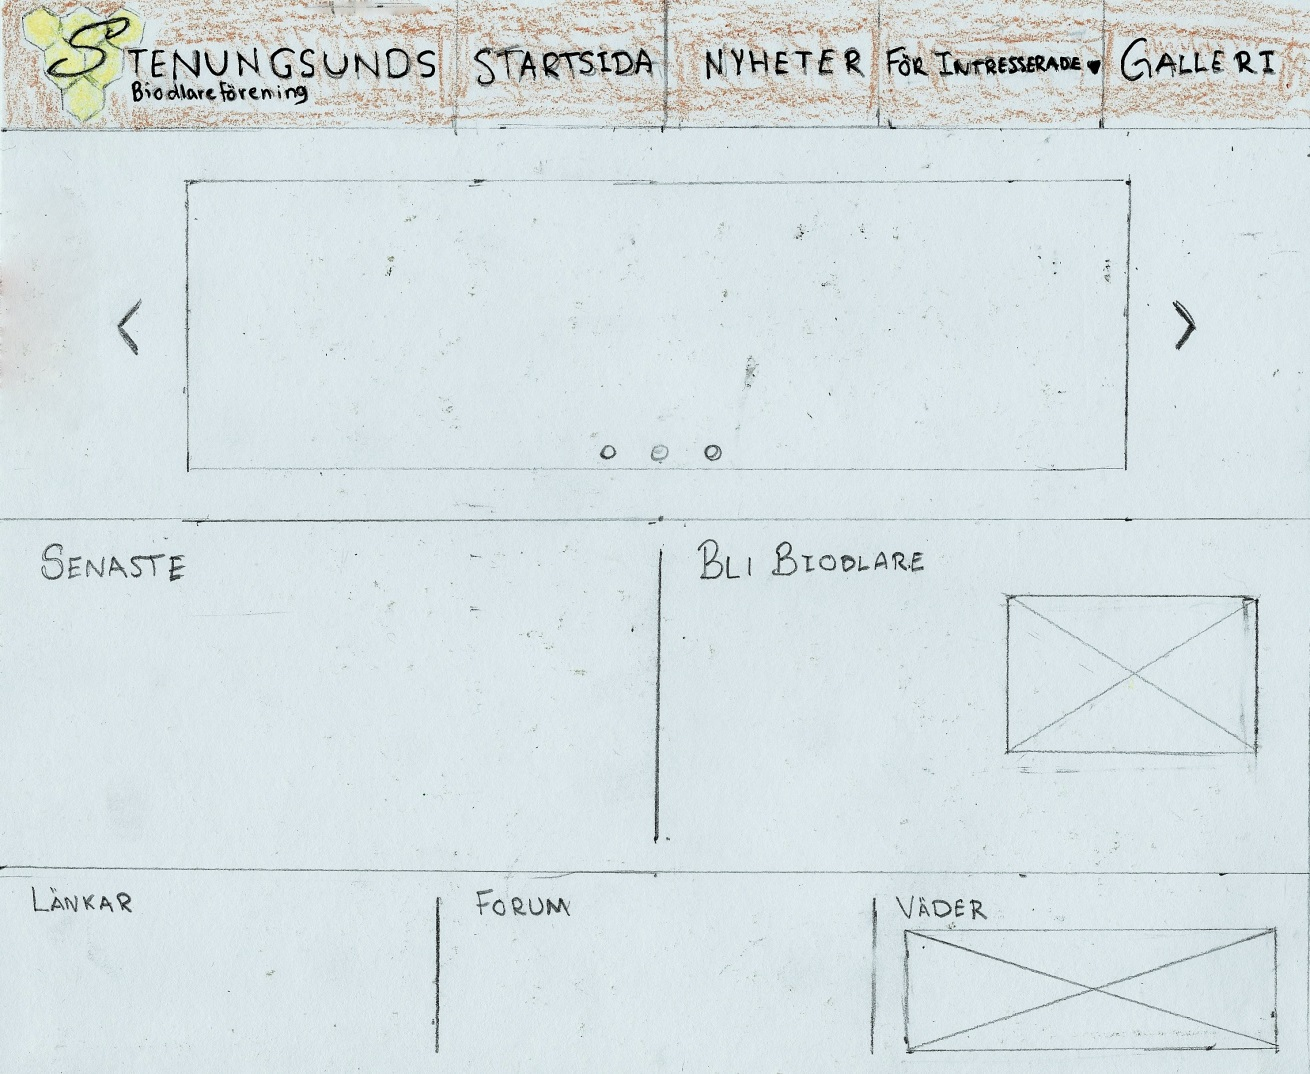 STENUNGSUNDS
Biodlareförening
STARTSIDA
NYHETER
FÖR INTRESSERADE
GALLERI
SENASTE
BLI BIODLARE
LÄNKAR
FORUM
VÄDER